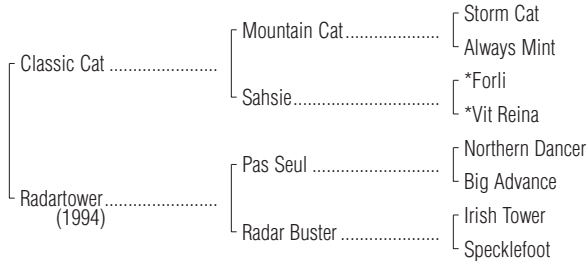 Storm Cat
Mountain Cat
Always Mint
Classic Cat
*Forli
Sahsie
*Vit Reina
Northern Dancer
Pas Seul
Big Advance
Radartower
(1994)
Irish Tower
Radar Buster
Specklefoot